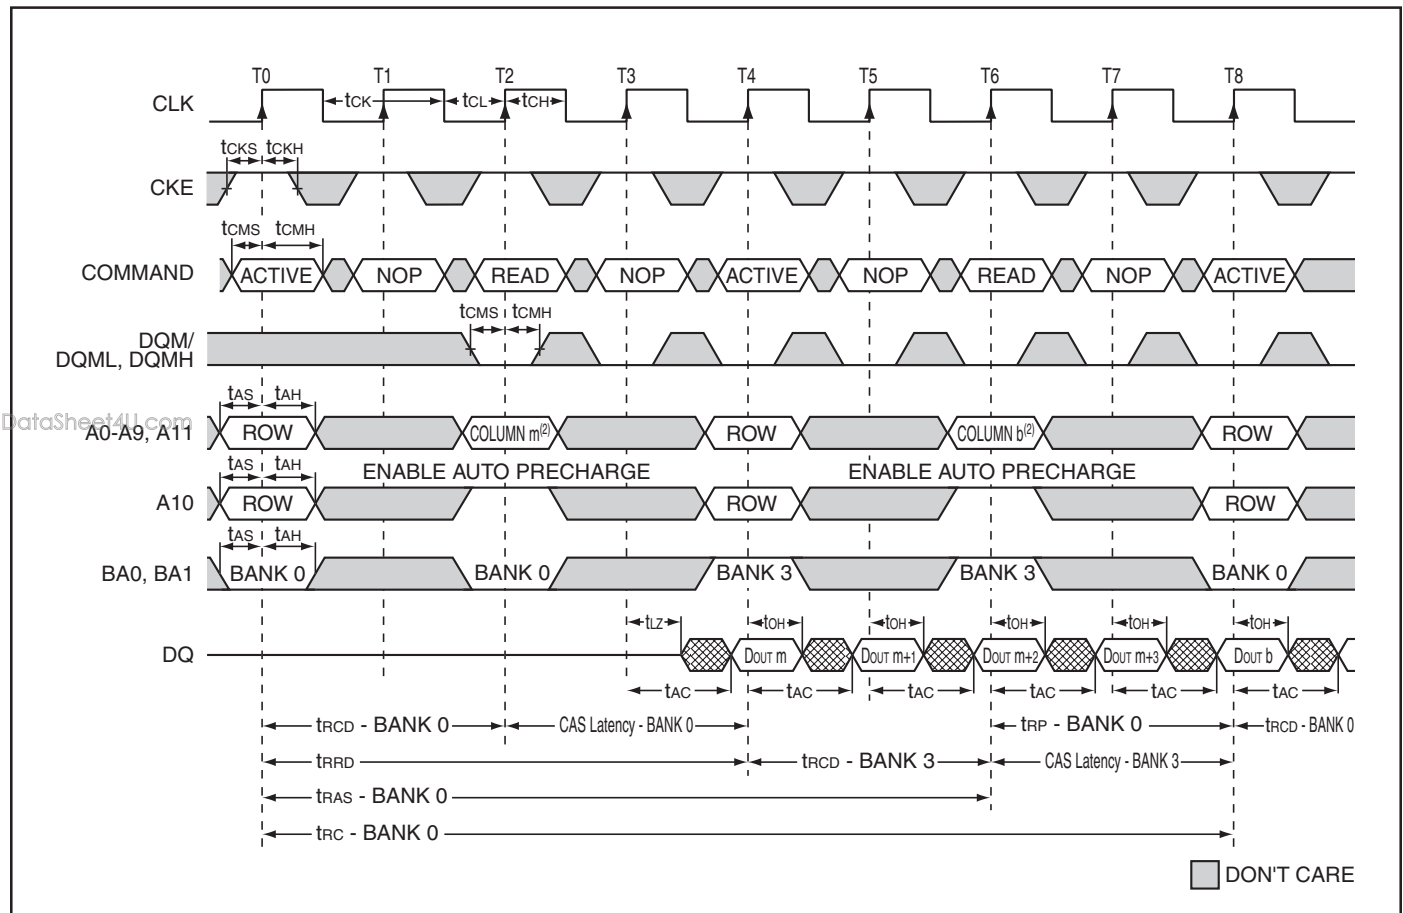 T0 T1 T2 T3 T4 T5 T6 T7 T8
CLK tCK tCL tCH
tCKS tCKH
CKE
tCMS tCMH
COMMAND ACTIVE NOP READ NOP ACTIVE NOP READ NOP ACTIVE
tCMS tCMH
DQM/
DQML, DQMH
tAS tAH
DataSheet4U.com
A0-A9, A11 ROW COLUMN m(2) ROW COLUMN b(2) ROW
tAS tAH ENABLE AUTO PRECHARGE ENABLE AUTO PRECHARGE
A10 ROW ROW ROW
tAS tAH
BA0, BA1 BANK 0 BANK 0 BANK 3 BANK 3 BANK 0
tLZ tOH tOH tOH tOH tOH
DQ DOUT m DOUT m+1 DOUT m+2 DOUT m+3 DOUT b
tAC tAC tAC tAC tAC tAC
tRCD - BANK 0 CAS Latency - BANK 0 tRP - BANK 0 tRCD - BANK 0
tRRD tRCD - BANK 3 CAS Latency - BANK 3
tRAS - BANK 0
tRC - BANK 0
DON'T CARE